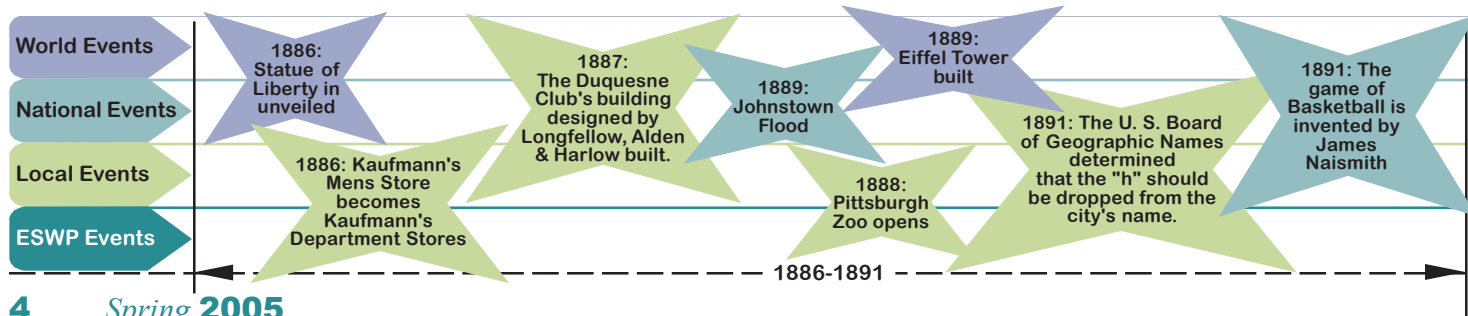 World Events
National Events
Local Events
ESWP Events
1886:
Statue of
Liberty in
unveiled
1886: Kaufmann's
Mens Store
becomes
Kaufmann's
Department Stores
1887:
The Duquesne
Club's building
designed by
Longfellow, Alden
& Harlow built.
1889:
Johnstown
Flood
1888:
Pittsburgh
Zoo opens
1889:
Eiffel Tower
built
1891: The U. S. Board
of Geographic Names
determined
that the "h" should
be dropped from the
city's name.
1891: The
game of
Basketball is
invented by
James
Naismith
1886-1891
4 Spring 2005